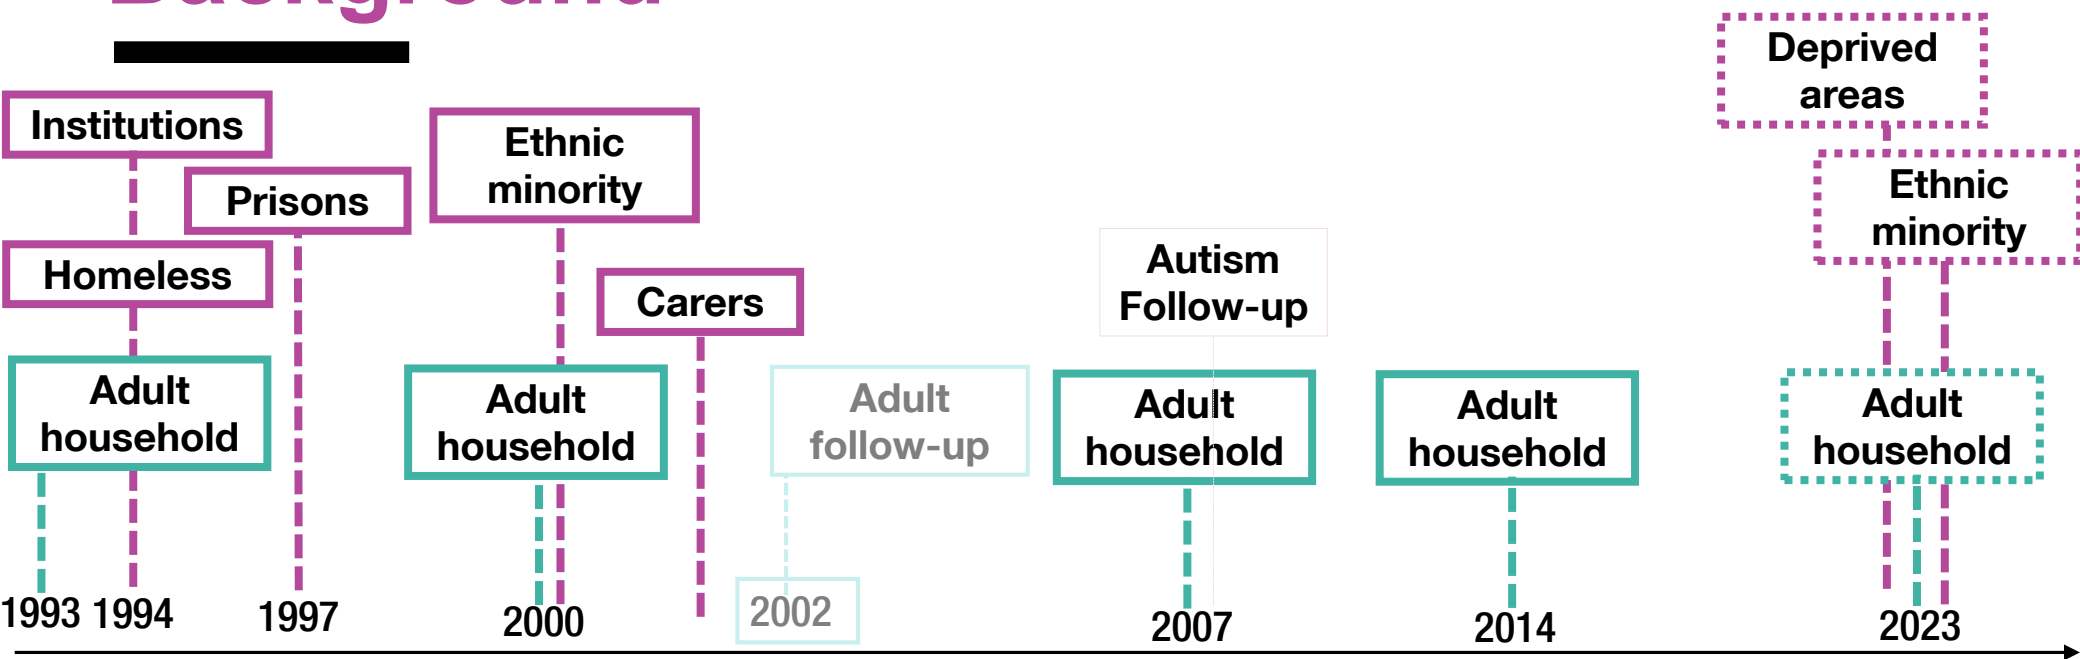 Background
Institutions
Prisons
Homeless
Adult
household
Ethnic
minority
Carers
Adult
household
Adult
follow-up
Autism
Follow-up
Adult
household
Adult
household
Deprived
areas
Ethnic
minority
Adult
household
1993 1994 1997 2000 2002 2007 2014 2023